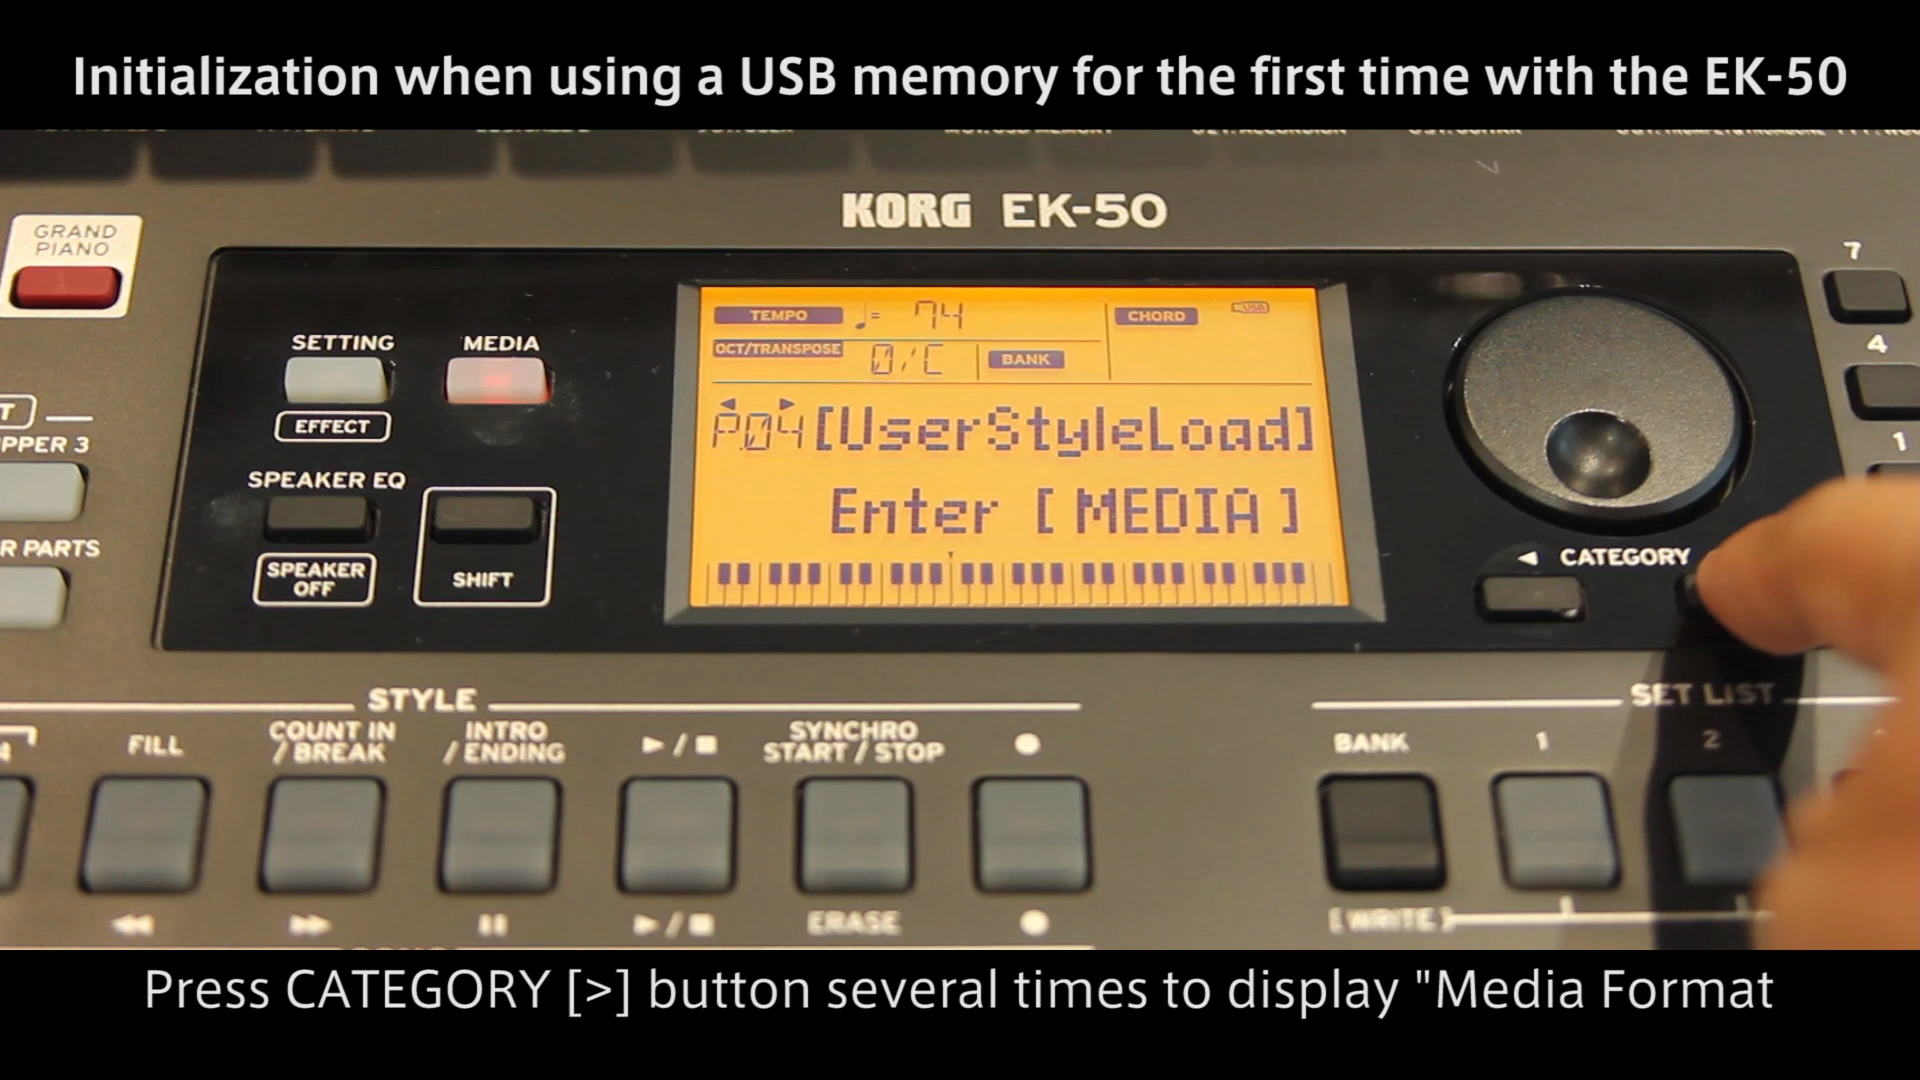 Initialization when using a USB memory for the first time with the EK-50
KORG EK-50
GRAND
PIANO
7
SETTING
MEDIA
TEMPO
♩= 74
CHORD
USB
4
OCT/TRANSPOSE
0/C
BANK
EFFECT
P.04 [UserStyleLoad]
PPER 3
1
SPEAKER EQ
Enter [MEDIA]
R PARTS
SPEAKER
OFF
SHIFT
◄ CATEGORY
STYLE
SET LIST
FILL
COUNT IN
/ BREAK
INTRO
/ ENDING
►/■
SYNCHRO
START / STOP
●
BANK
1
2
◄◄
►►
II
►/■
ERASE
●
[WRITE]
Press CATEGORY [>] button several times to display "Media Format